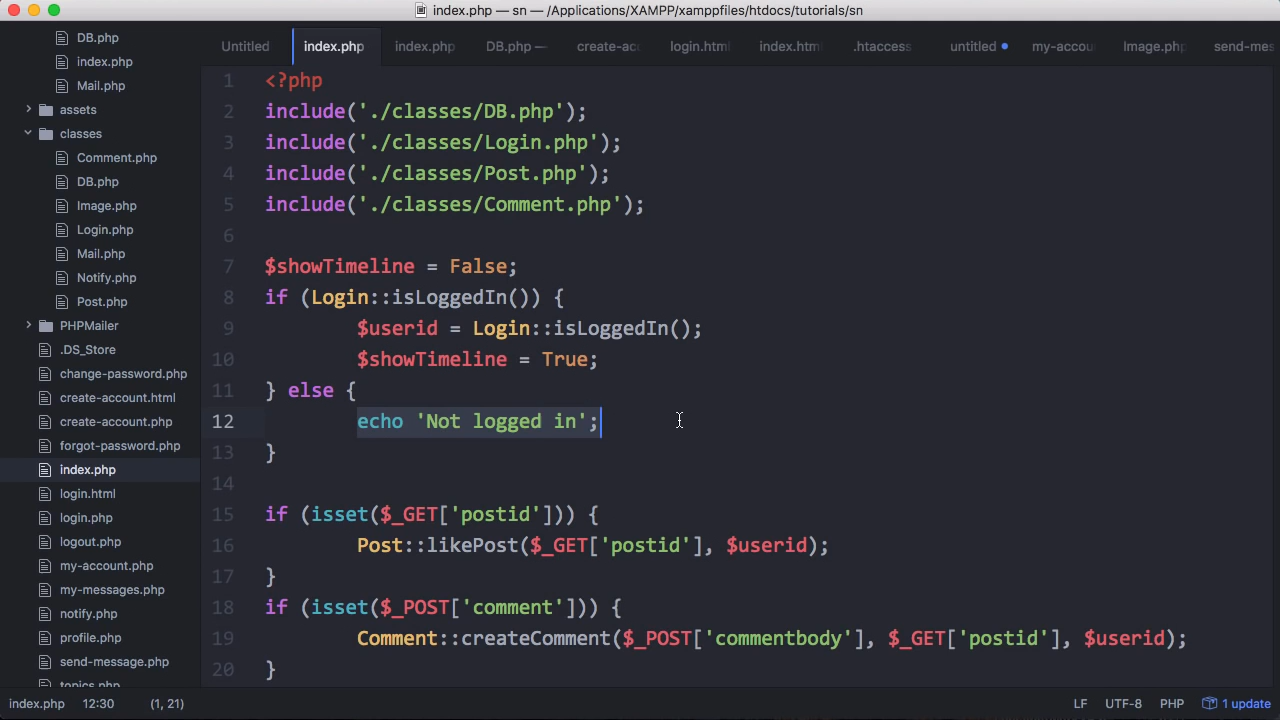 index.php — sn — /Applications/XAMPP/xamppfiles/htdocs/tutorials/sn
DB.php
index.php
Mail.php
assets
classes
Comment.php
DB.php
Image.php
Login.php
Mail.php
Notify.php
Post.php
PHPMailer
.DS_Store
change-password.php
create-account.html
create-account.php
forgot-password.php
index.php
login.html
login.php
logout.php
my-account.php
my-messages.php
notify.php
profile.php
send-message.php
topics.php
Untitled index.php index.php DB.php — create-acc login.html index.html .htaccess untitled my-accou Image.php send-mess
1 <?php
2 include('./classes/DB.php');
3 include('./classes/Login.php');
4 include('./classes/Post.php');
5 include('./classes/Comment.php');
6
7 $showTimeline = False;
8 if (Login::isLoggedIn()) {
9 $userid = Login::isLoggedIn();
10 $showTimeline = True;
11 } else {
12 echo 'Not logged in';
13 }
14
15 if (isset($_GET['postid'])) {
16 Post::likePost($_GET['postid'], $userid);
17 }
18 if (isset($_POST['comment'])) {
19 Comment::createComment($_POST['commentbody'], $_GET['postid'], $userid);
20 }
index.php 12:30 (1, 21) LF UTF-8 PHP 1 update